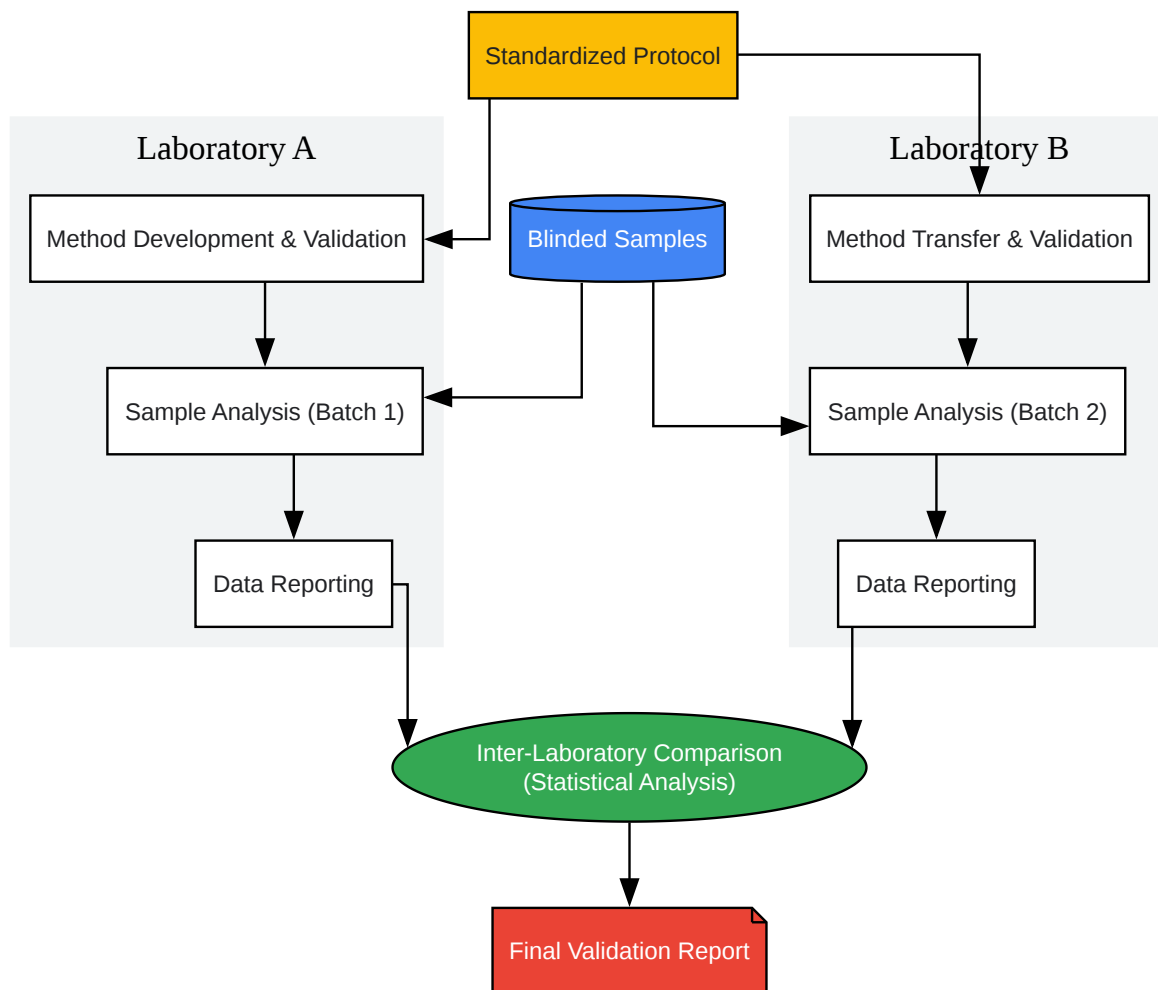 Standardized Protocol
Laboratory A
Laboratory B
Method Development & Validation
Blinded Samples
Method Transfer & Validation
Sample Analysis (Batch 1)
Sample Analysis (Batch 2)
Data Reporting
Data Reporting
Inter-Laboratory Comparison
(Statistical Analysis)
Final Validation Report